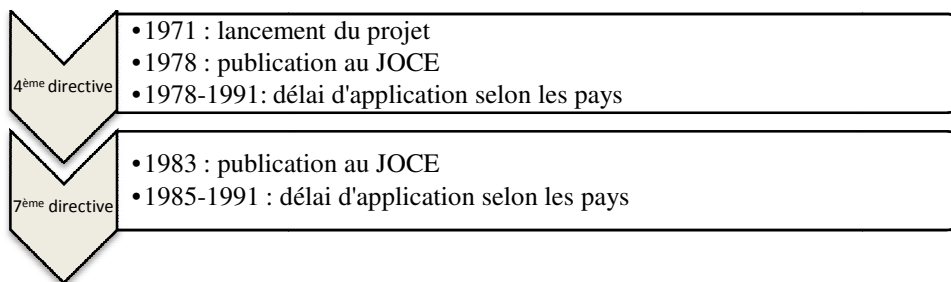 4ème directive
•1971 : lancement du projet
•1978 : publication au JOCE
•1978-1991: délai d'application selon les pays
7ème directive
•1983 : publication au JOCE
•1985-1991 : délai d'application selon les pays